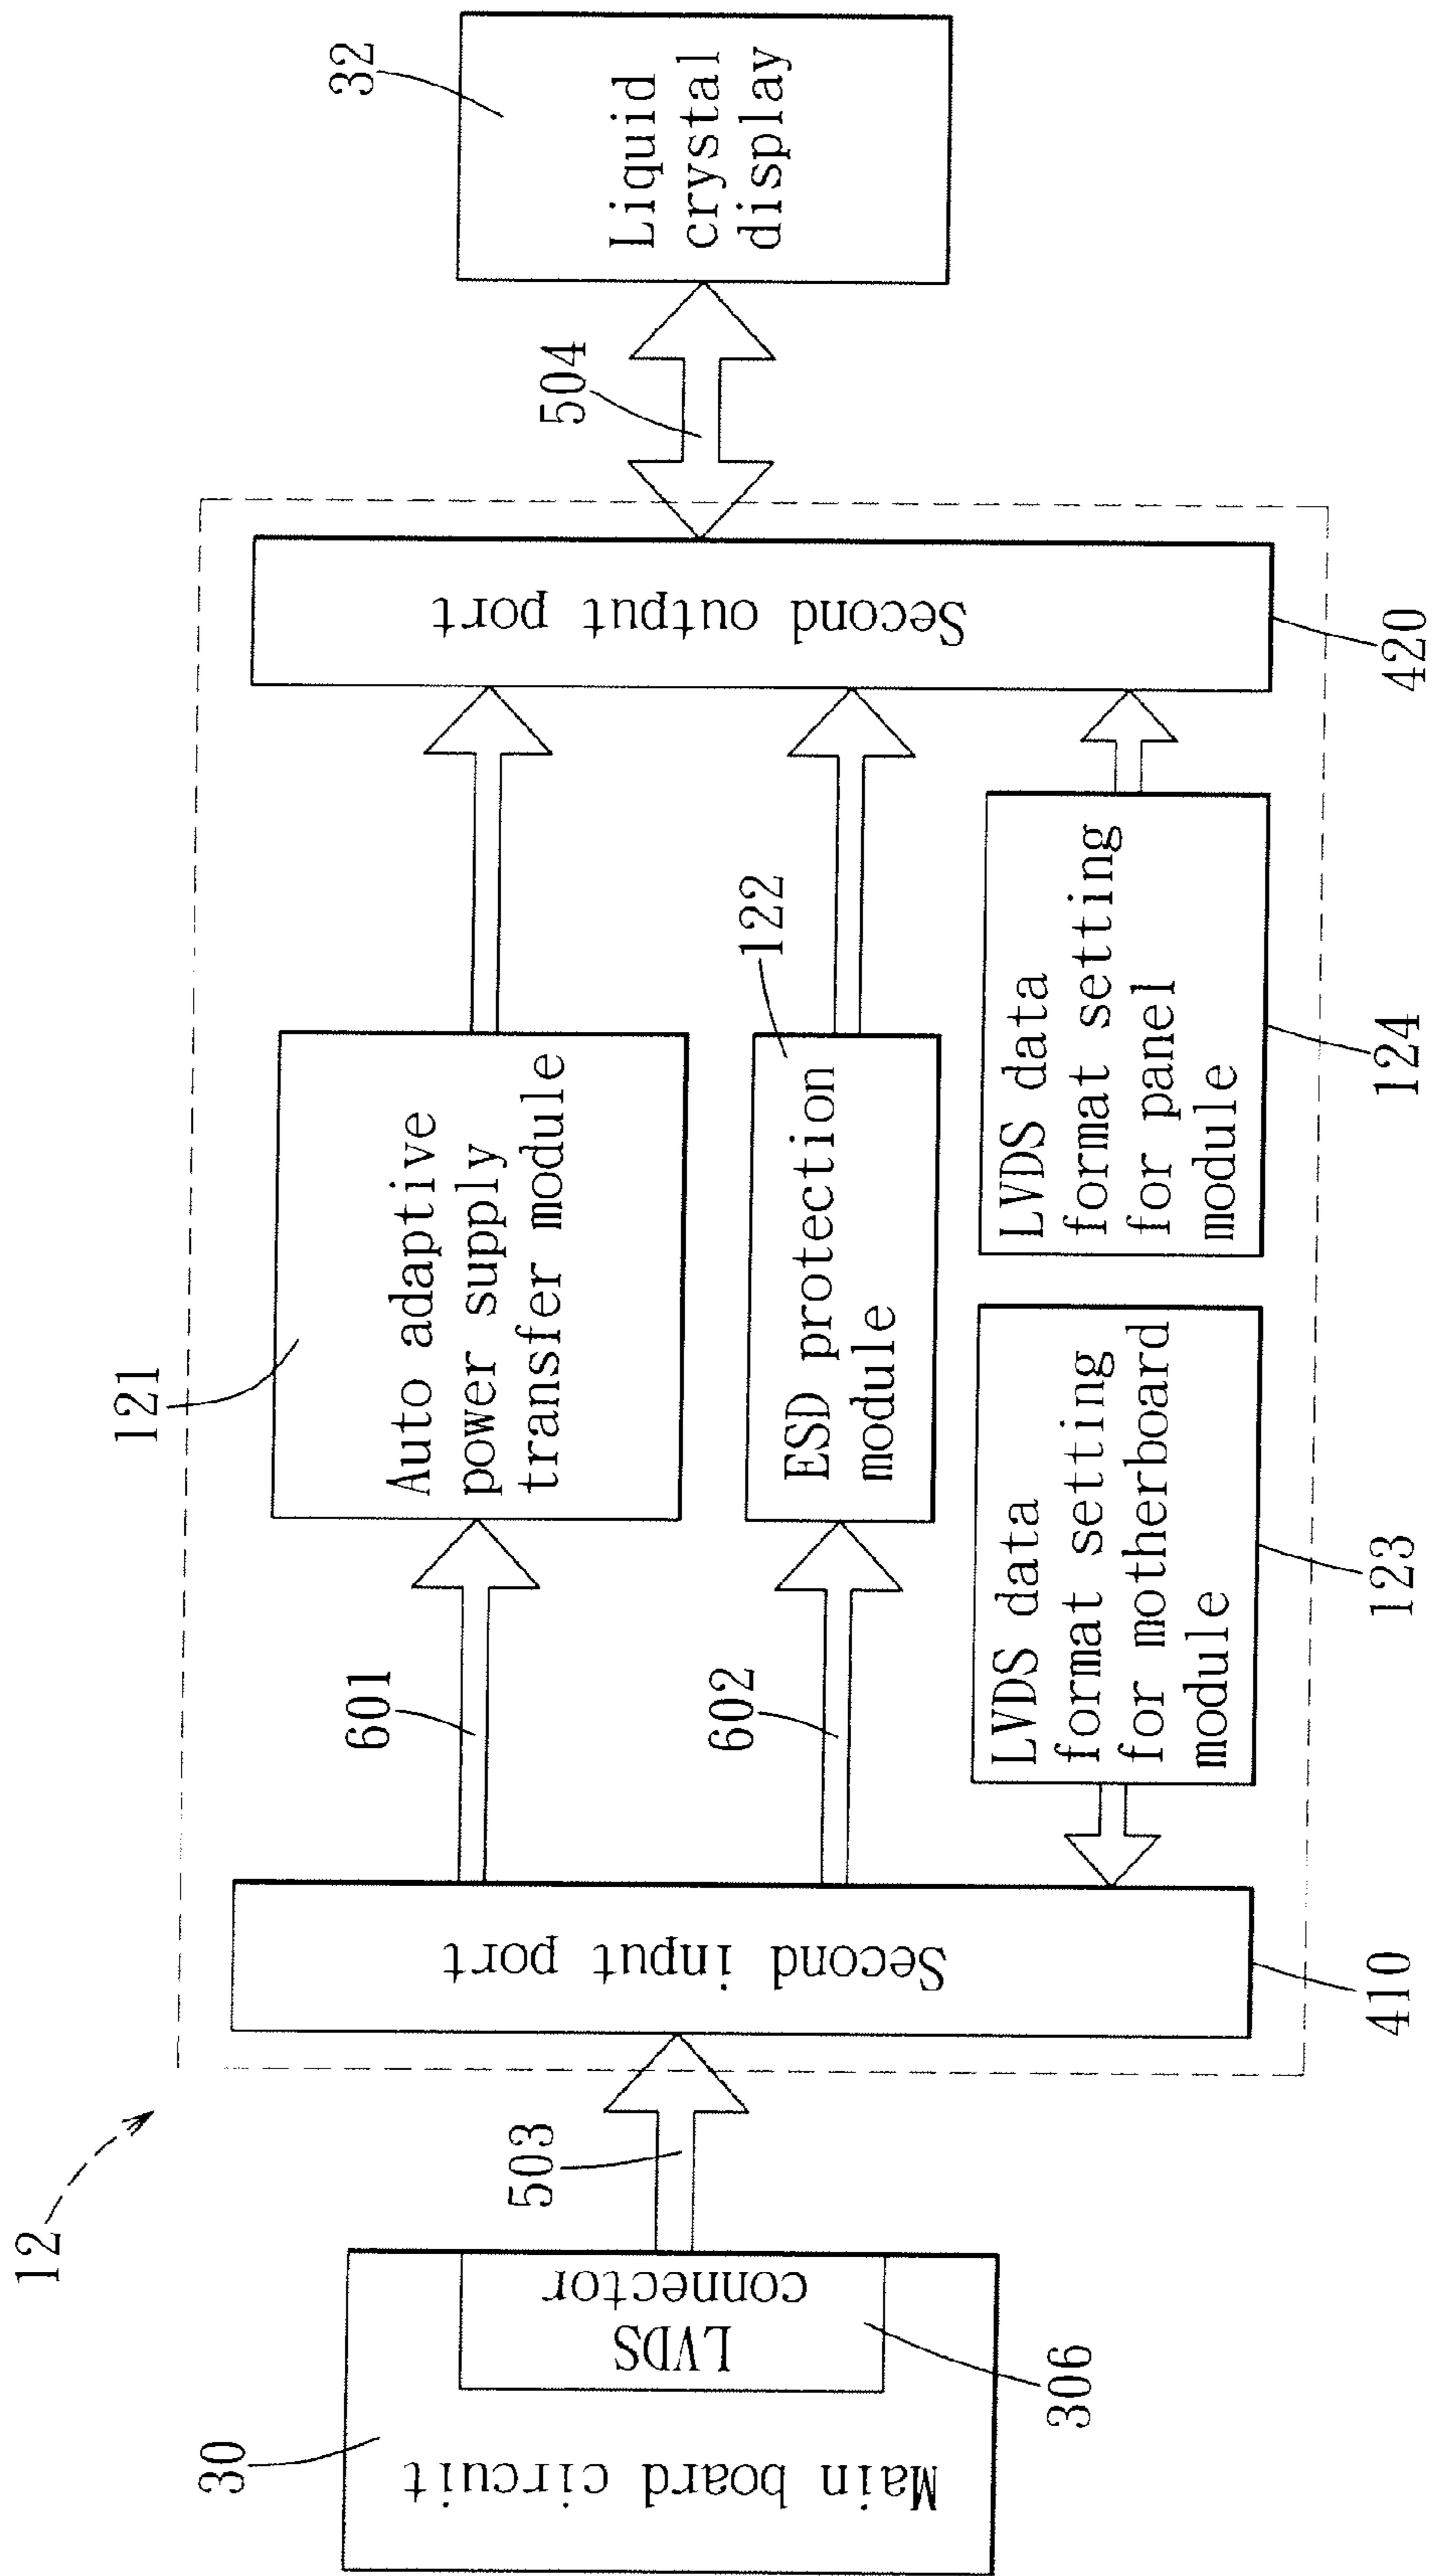 12
30
Main board circuit
LVDS
connector
306
503
Second input port
410
601
602
121
Auto adaptive
power supply
transfer module
122
ESD protection
module
LVDS data
format setting
for motherboard
module
123
LVDS data
format setting
for panel
module
124
Second output port
420
504
32
Liquid
crystal
display